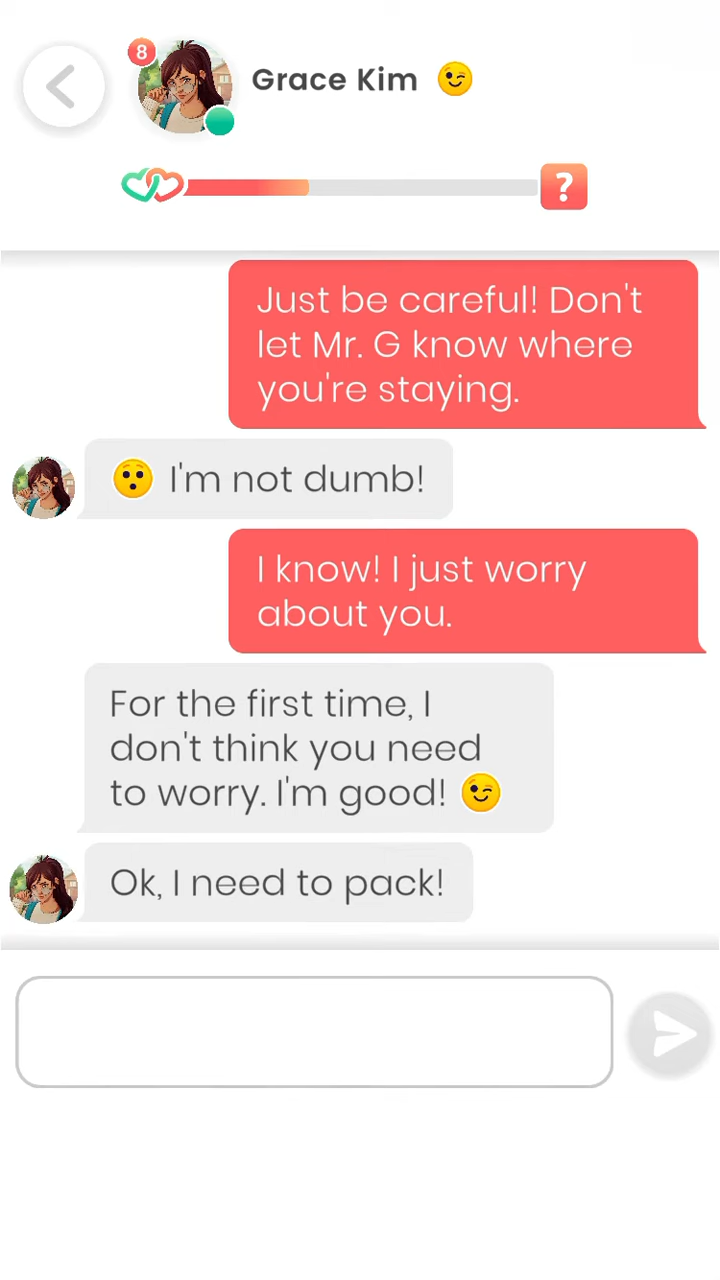 8
Grace Kim 😉
?
Just be careful! Don't
let Mr. G know where
you're staying.
😯 I'm not dumb!
I know! I just worry
about you.
For the first time, I
don't think you need
to worry. I'm good! 😉
Ok, I need to pack!